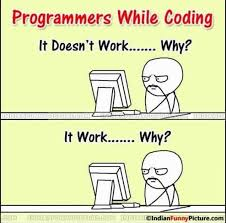 Programmers While Coding
It Doesn't Work....... Why?
It Work....... Why?
©IndianFunnyPicture.com